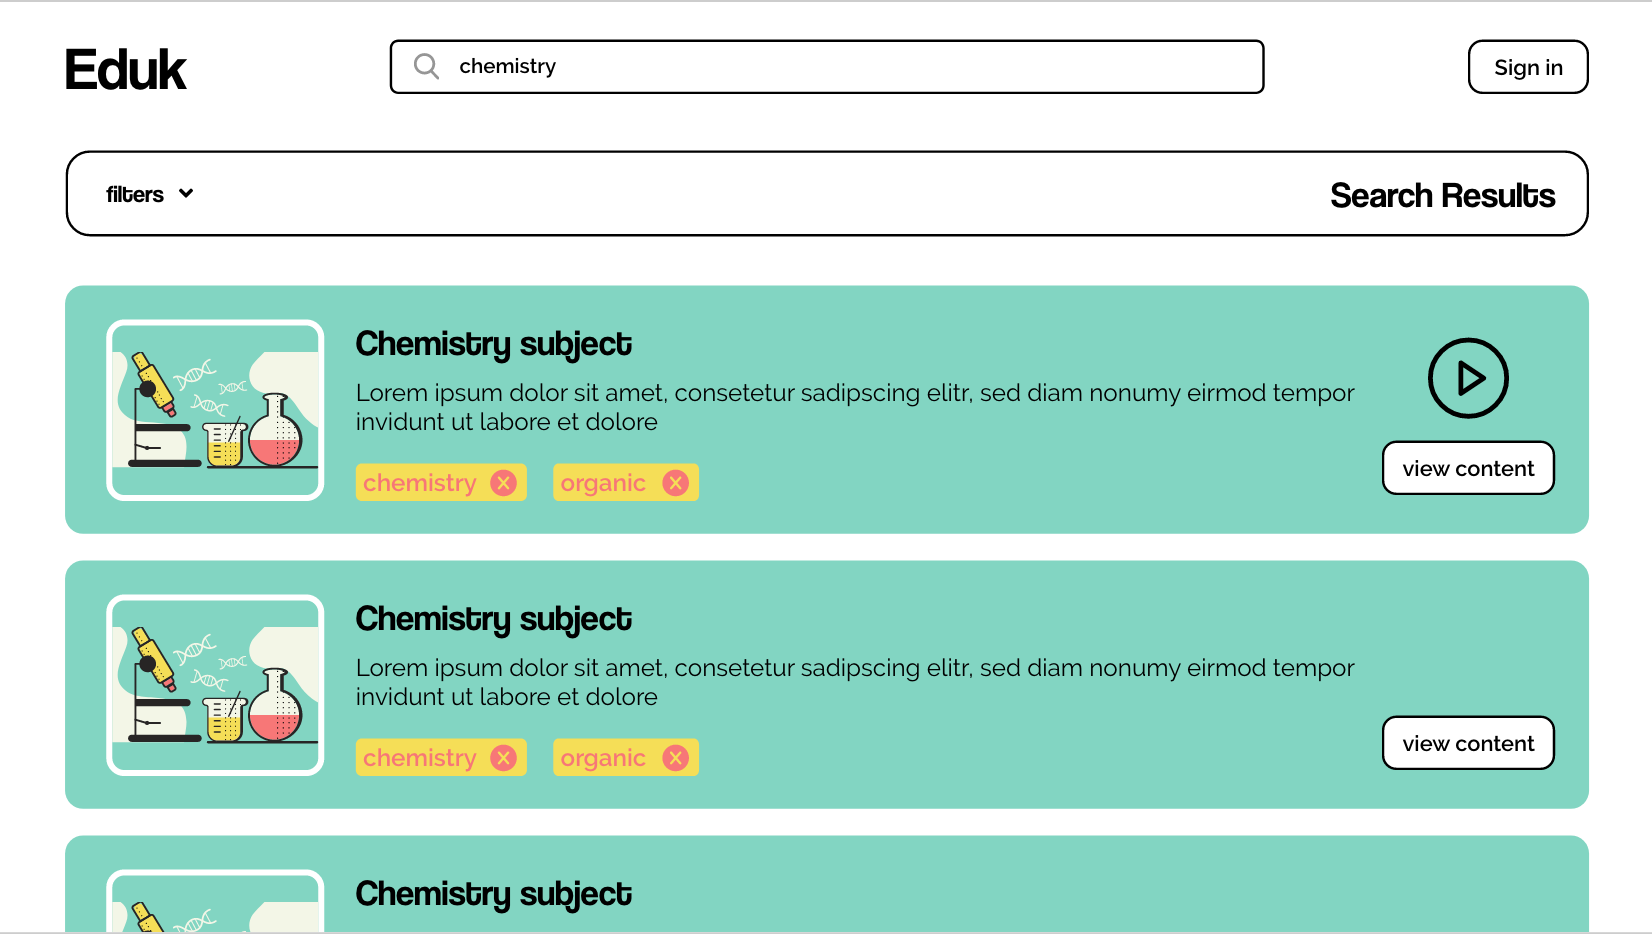 Eduk
chemistry
Sign in
filters
Search Results
Chemistry subject
Lorem ipsum dolor sit amet, consetetur sadipscing elitr, sed diam nonumy eirmod tempor
invidunt ut labore et dolore
chemistry X
organic X
view content
Chemistry subject
Lorem ipsum dolor sit amet, consetetur sadipscing elitr, sed diam nonumy eirmod tempor
invidunt ut labore et dolore
chemistry X
organic X
view content
Chemistry subject